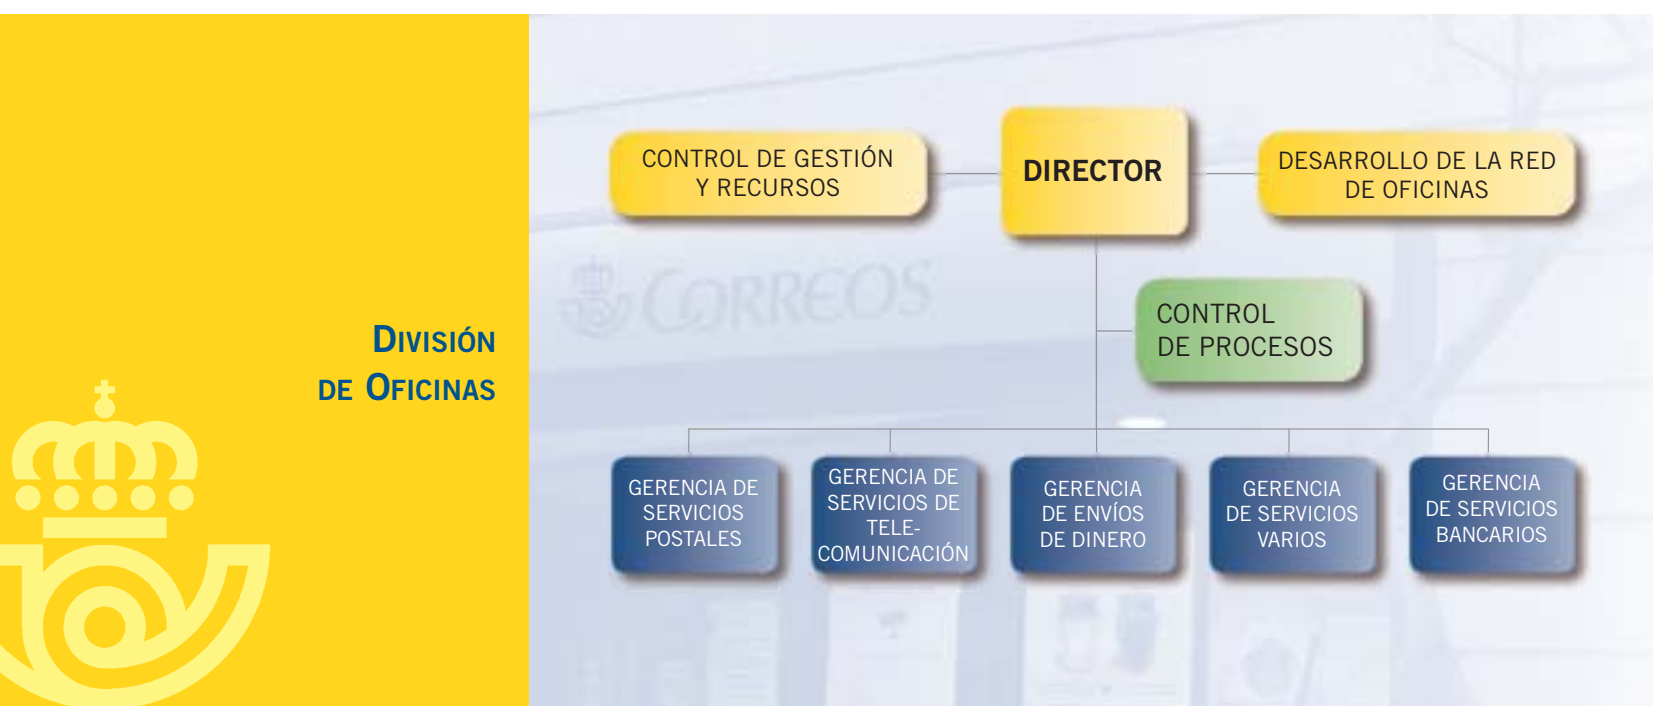 DIVISIÓN
DE OFICINAS
CONTROL DE GESTIÓN
Y RECURSOS
DIRECTOR
DESARROLLO DE LA RED
DE OFICINAS
CORREOS
CONTROL
DE PROCESOS
GERENCIA DE
SERVICIOS
POSTALES
GERENCIA DE
SERVICIOS DE
TELE-
COMUNICACIÓN
GERENCIA
DE ENVÍOS
DE DINERO
GERENCIA
DE SERVICIOS
VARIOS
GERENCIA
DE SERVICIOS
BANCARIOS